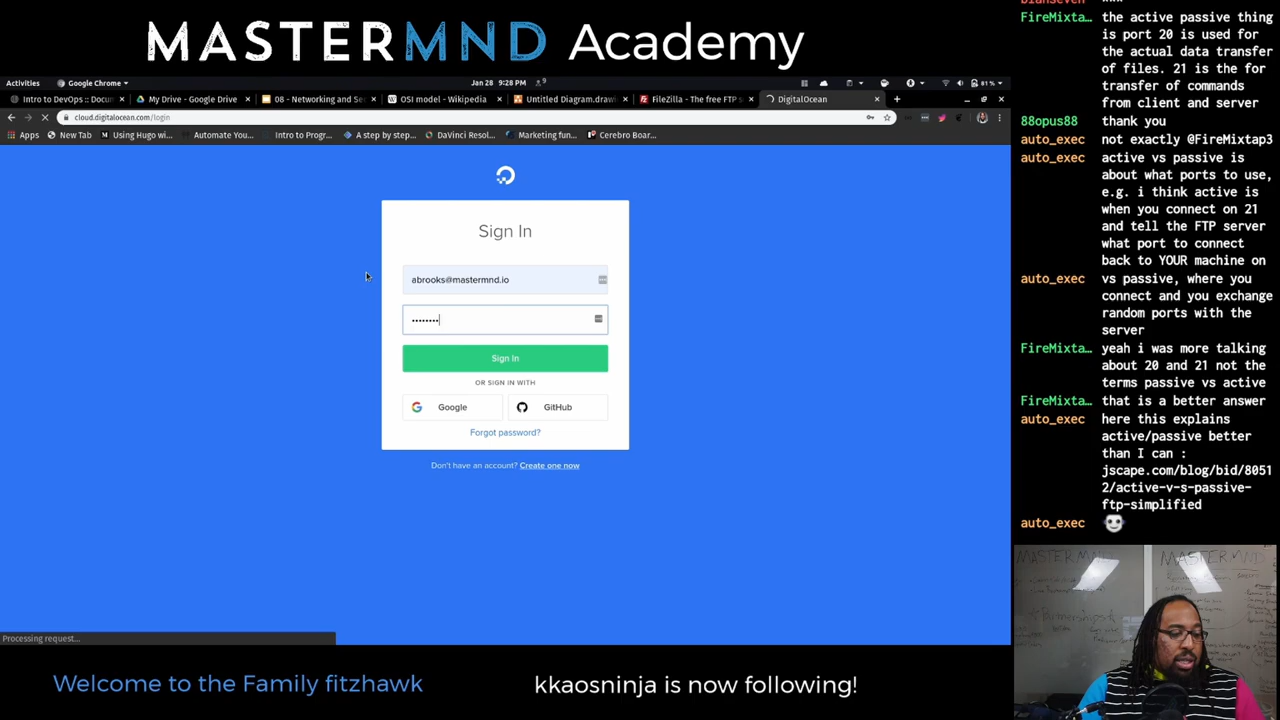 MASTERMND Academy
Activities
Google Chrome
Jan 28 9:28 PM
81 %
Intro to DevOps :: Docu
My Drive - Google Drive
08 - Networking and Se
OSI model - Wikipedia
Untitled Diagram.draw
FileZilla - The free FTP s
DigitalOcean
cloud.digitalocean.com/login
Apps
New Tab
Using Hugo wi...
Automate You...
Intro to Progr...
A step by step...
DaVinci Resol...
Marketing fun...
Cerebro Boar...
Sign In
abrooks@mastermnd.io
Sign In
OR SIGN IN WITH
Google
GitHub
Forgot password?
Don't have an account? Create one now
Processing request...
Welcome to the Family fitzhawk
kkaosninja is now following!
FireMixta… the active passive thing
is port 20 is used for
the actual data transfer
of files. 21 is the for
transfer of commands
from client and server
88opus88 thank you
auto_exec not exactly @FireMixtap3
auto_exec active vs passive is
about what ports to use,
e.g. i think active is
when you connect on 21
and tell the FTP server
what port to connect
back to YOUR machine on
auto_exec vs passive, where you
connect and you exchange
random ports with the
server
FireMixta… yeah i was more talking
about 20 and 21 not the
terms passive vs active
FireMixta… that is a better answer
auto_exec here this explains
active/passive better
than I can :
jscape.com/blog/bid/8051
2/active-v-s-passive-
ftp-simplified
auto_exec
MASTERMND
MASTERMND